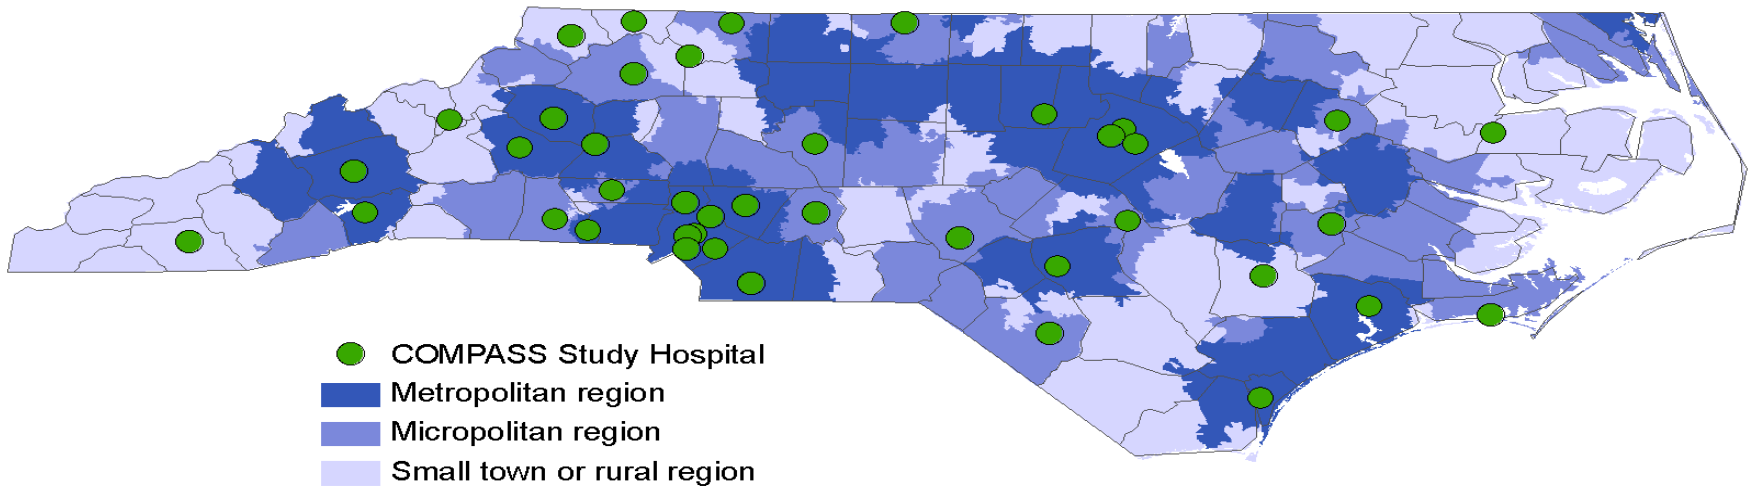 COMPASS Study Hospital
Metropolitan region
Micropolitan region
Small town or rural region